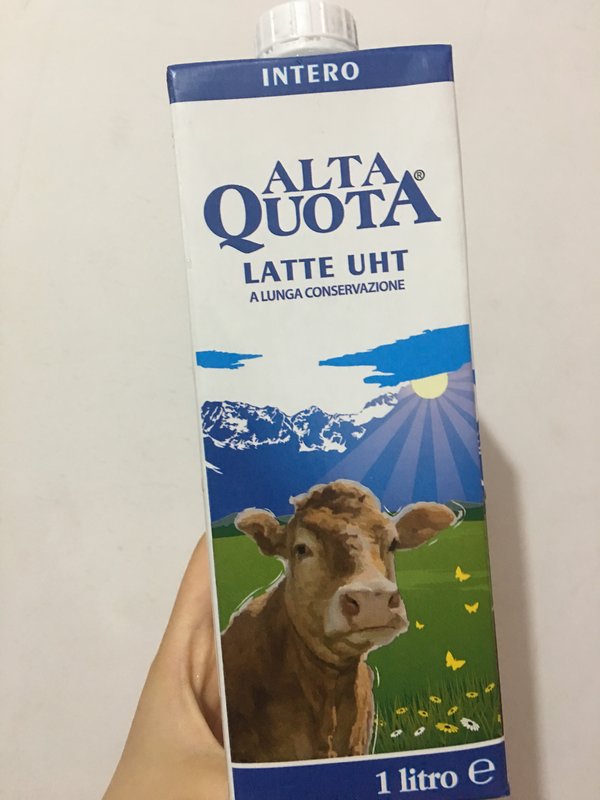 INTERO
ALTA
QUOTA®
LATTE UHT
A LUNGA CONSERVAZIONE
1 litro ℮